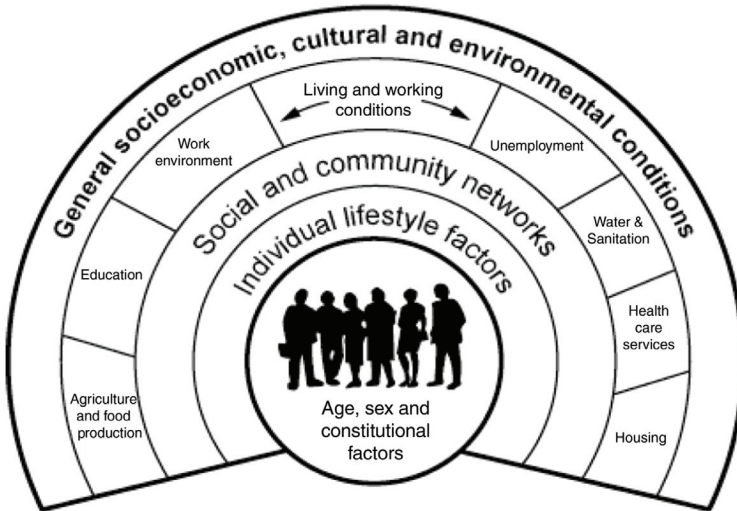 General socioeconomic, cultural and environmental conditions
Living and working
conditions
Work
environment
Unemployment
Education
Water &
Sanitation
Agriculture
and food
production
Health
care
services
Housing
Social and community networks
Individual lifestyle factors
Age, sex and
constitutional
factors